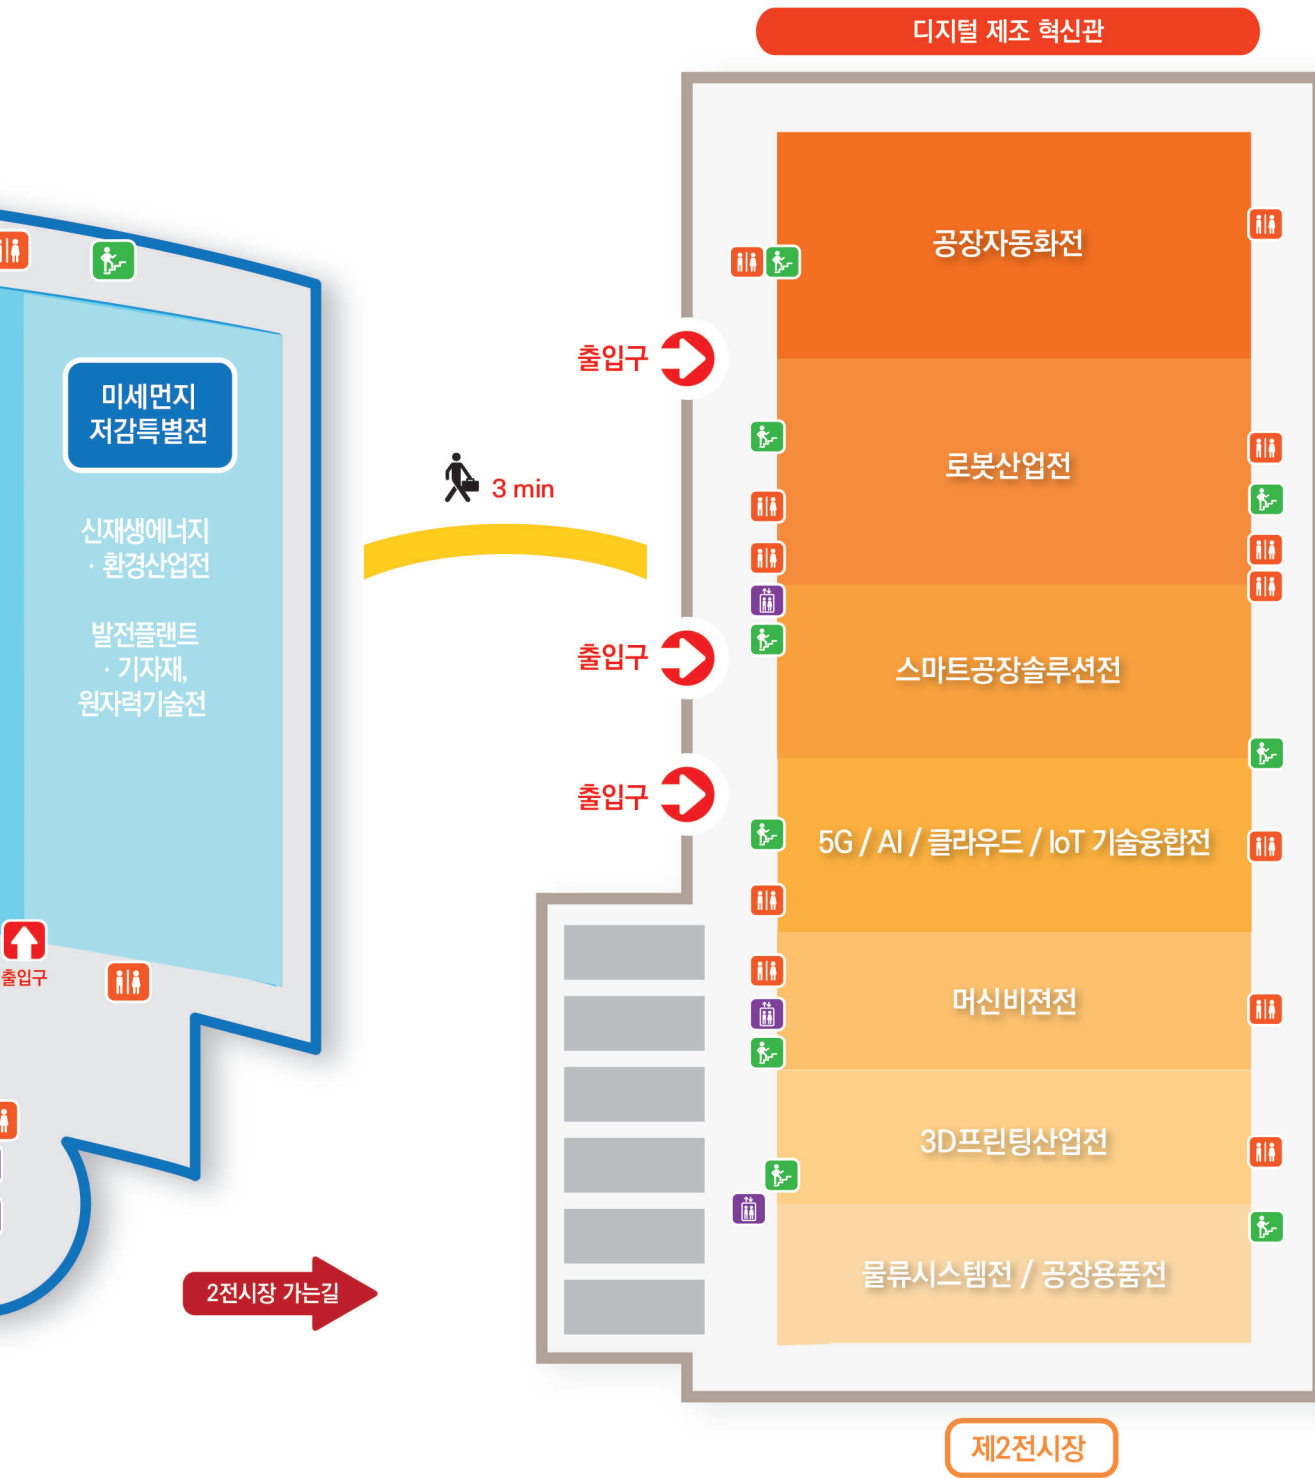 디지털 제조 혁신관
공장자동화전
출입구
미세먼지
저감특별전
로봇산업전
3 min
신재생에너지
· 환경산업전
발전플랜트
· 기자재,
원자력기술전
출입구
스마트공장솔루션전
출입구
5G / AI / 클라우드 / IoT 기술융합전
출입구
머신비젼전
3D프린팅산업전
물류시스템전 / 공장용품전
2전시장 가는길
제2전시장